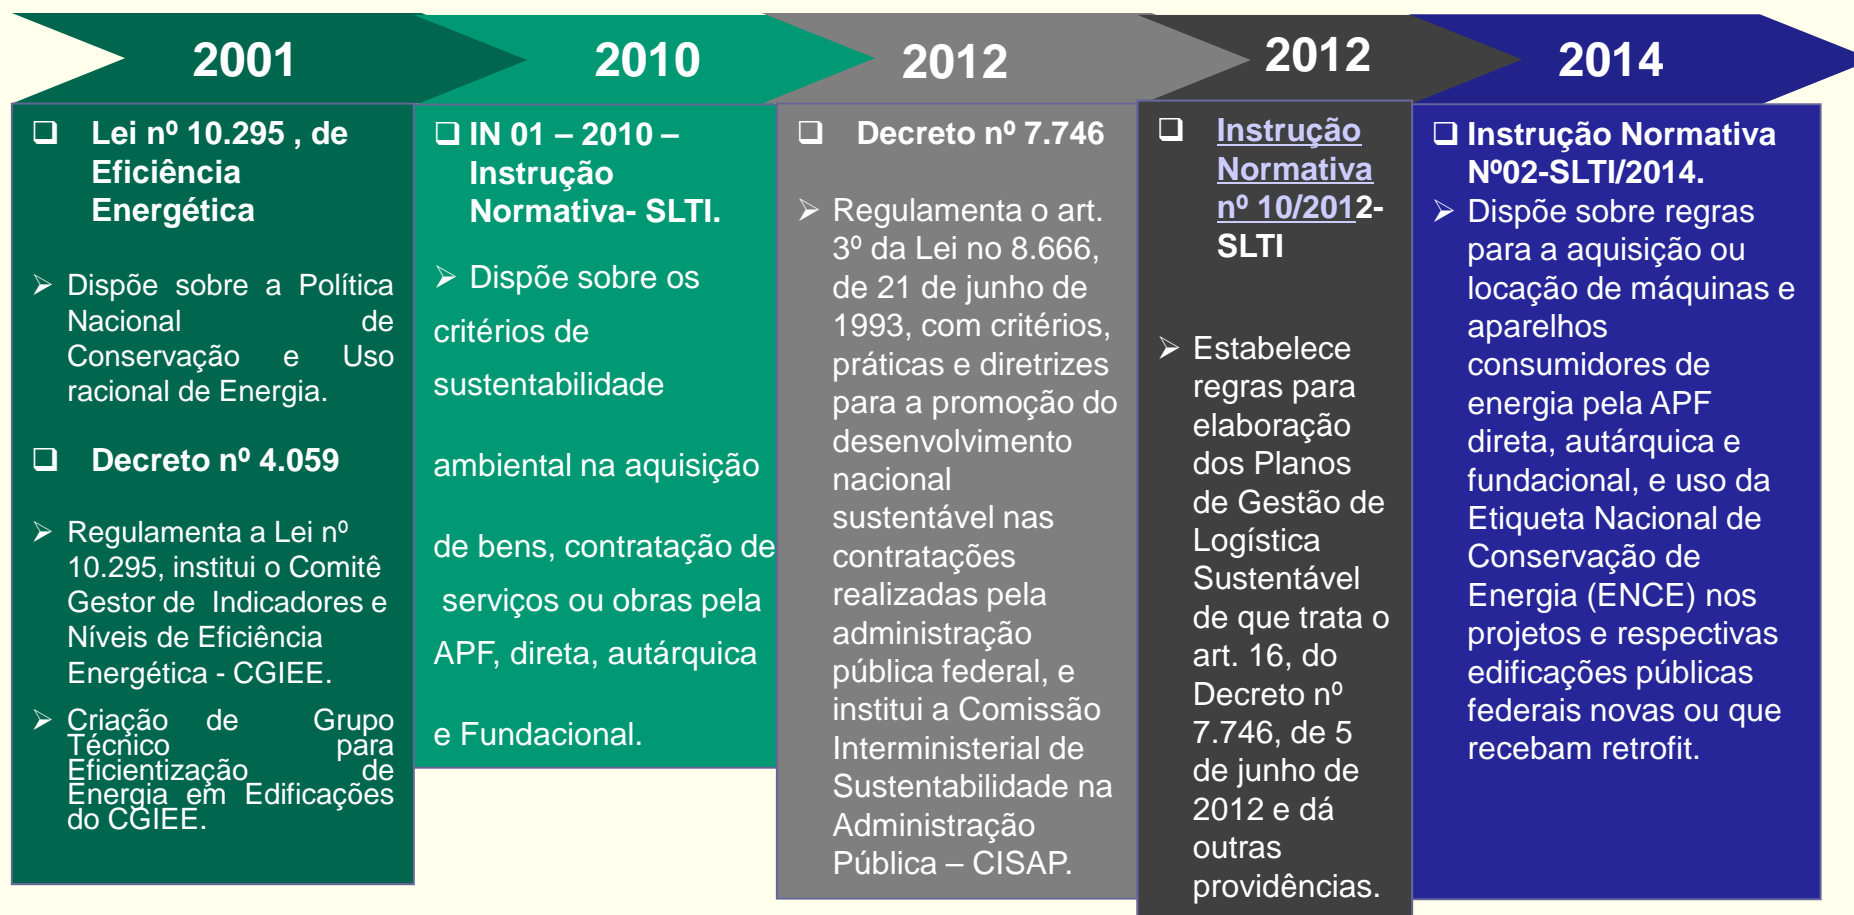 2001
Lei nº 10.295 , de
Eficiência
Energética
Dispõe sobre a Política
Nacional de
Conservação e Uso
racional de Energia.
Decreto nº 4.059
Regulamenta a Lei nº
10.295, institui o Comitê
Gestor de Indicadores e
Níveis de Eficiência
Energética - CGIEE.
Criação de Grupo
Técnico para
Eficientização de
Energia em Edificações
do CGIEE.
2010
IN 01 – 2010 –
Instrução
Normativa- SLTI.
Dispõe sobre os
critérios de
sustentabilidade
ambiental na aquisição
de bens, contratação de
serviços ou obras pela
APF, direta, autárquica
e Fundacional.
2012
Decreto nº 7.746
Regulamenta o art.
3º da Lei no 8.666,
de 21 de junho de
1993, com critérios,
práticas e diretrizes
para a promoção do
desenvolvimento
nacional
sustentável nas
contratações
realizadas pela
administração
pública federal, e
institui a Comissão
Interministerial de
Sustentabilidade na
Administração
Pública – CISAP.
2012
Instrução
Normativa
nº 10/2012-
SLTI
Estabelece
regras para
elaboração
dos Planos
de Gestão de
Logística
Sustentável
de que trata o
art. 16, do
Decreto nº
7.746, de 5
de junho de
2012 e dá
outras
providências.
2014
Instrução Normativa
Nº02-SLTI/2014.
Dispõe sobre regras
para a aquisição ou
locação de máquinas e
aparelhos
consumidores de
energia pela APF
direta, autárquica e
fundacional, e uso da
Etiqueta Nacional de
Conservação de
Energia (ENCE) nos
projetos e respectivas
edificações públicas
federais novas ou que
recebam retrofit.